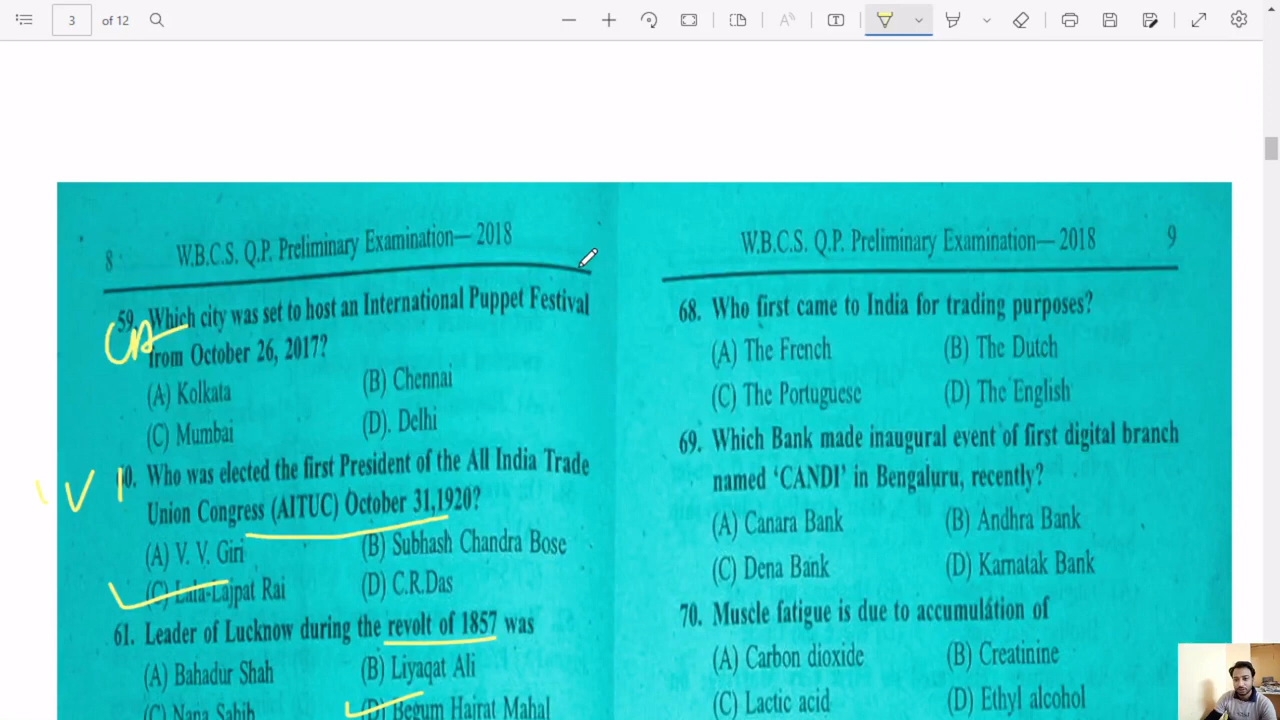 3 of 12
8 W.B.C.S. Q.P. Preliminary Examination— 2018
59. Which city was set to host an International Puppet Festival
from October 26, 2017?
(A) Kolkata (B) Chennai
(C) Mumbai (D). Delhi
Who was elected the first President of the All India Trade
Union Congress (AITUC) October 31,1920?
(A) V. V. Giri (B) Subhash Chandra Bose
(C) Lala-Lajpat Rai (D) C.R.Das
61. Leader of Lucknow during the revolt of 1857 was
(A) Bahadur Shah (B) Liyaqat Ali
(C) Nana Sahib (D) Begum Hajrat Mahal
W.B.C.S. Q.P. Preliminary Examination— 2018 9
68. Who first came to India for trading purposes?
(A) The French (B) The Dutch
(C) The Portuguese (D) The English
69. Which Bank made inaugural event of first digital branch
named ‘CANDI’ in Bengaluru, recently?
(A) Canara Bank (B) Andhra Bank
(C) Dena Bank (D) Karnatak Bank
70. Muscle fatigue is due to accumulation of
(A) Carbon dioxide (B) Creatinine
(C) Lactic acid (D) Ethyl alcohol